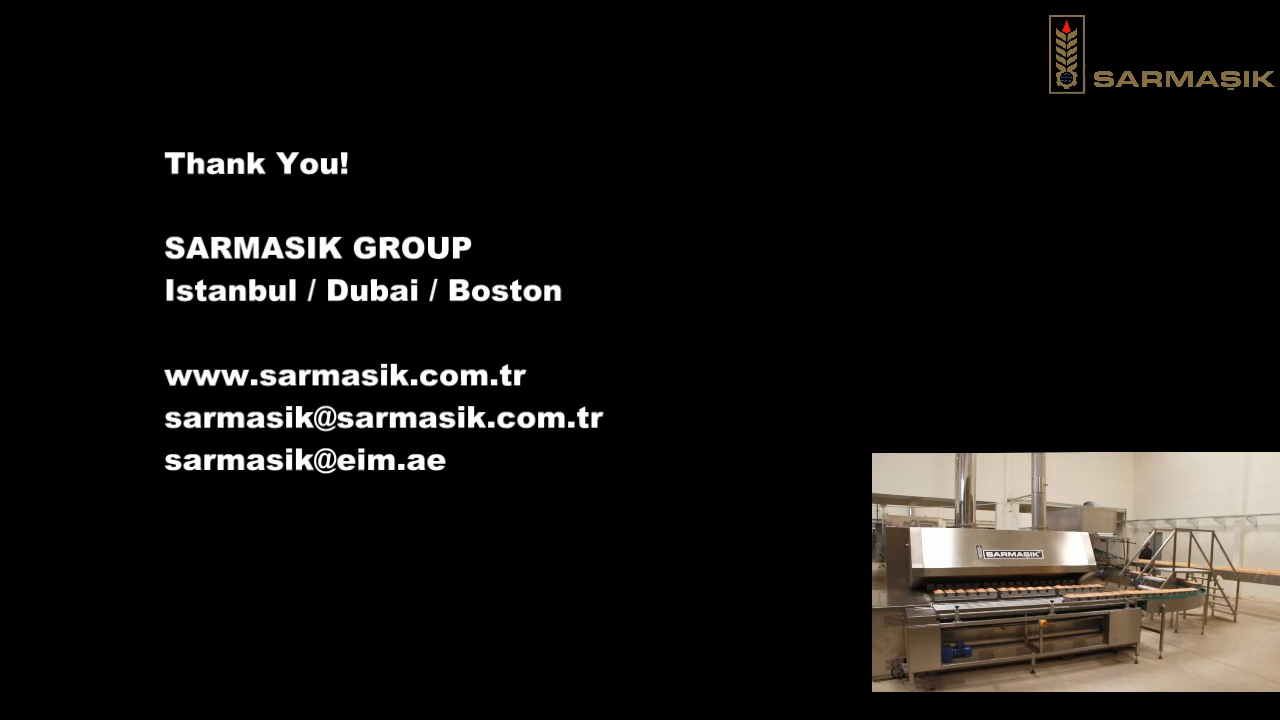 SARMAŞIK
Thank You!
SARMASIK GROUP
Istanbul / Dubai / Boston
www.sarmasik.com.tr
sarmasik@sarmasik.com.tr
sarmasik@eim.ae
SARMAŞIK